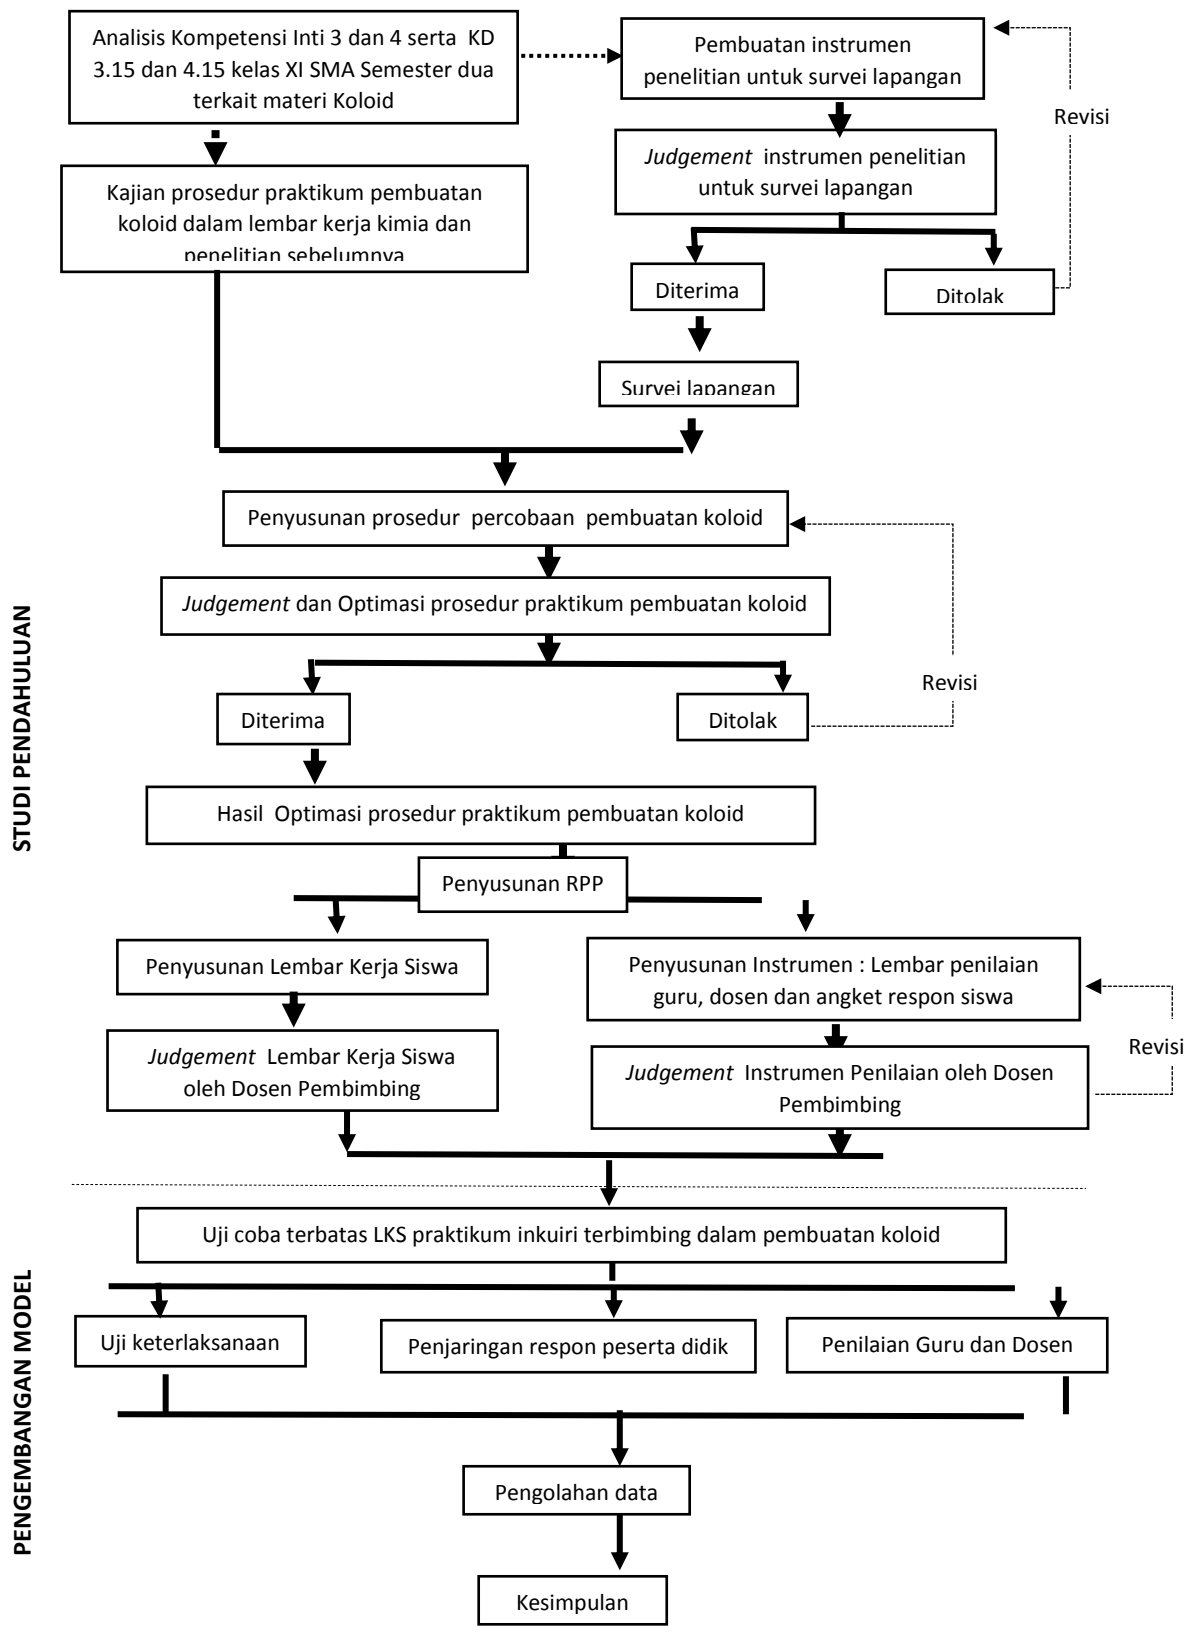 Analisis Kompetensi Inti 3 dan 4 serta KD
3.15 dan 4.15 kelas XI SMA Semester dua
terkait materi Koloid
Pembuatan instrumen
penelitian untuk survei lapangan
Revisi
Judgement instrumen penelitian
untuk survei lapangan
Kajian prosedur praktikum pembuatan
koloid dalam lembar kerja kimia dan
penelitian sebelumnya
Diterima
Ditolak
Survei lapangan
Penyusunan prosedur percobaan pembuatan koloid
Judgement dan Optimasi prosedur praktikum pembuatan koloid
Revisi
Diterima
Ditolak
STUDI PENDAHULUAN
Hasil Optimasi prosedur praktikum pembuatan koloid
Penyusunan RPP
Penyusunan Lembar Kerja Siswa
Penyusunan Instrumen : Lembar penilaian
guru, dosen dan angket respon siswa
Revisi
Judgement Lembar Kerja Siswa
oleh Dosen Pembimbing
Judgement Instrumen Penilaian oleh Dosen
Pembimbing
Uji coba terbatas LKS praktikum inkuiri terbimbing dalam pembuatan koloid
PENGEMBANGAN MODEL
Uji keterlaksanaan
Penjaringan respon peserta didik
Penilaian Guru dan Dosen
Pengolahan data
Kesimpulan